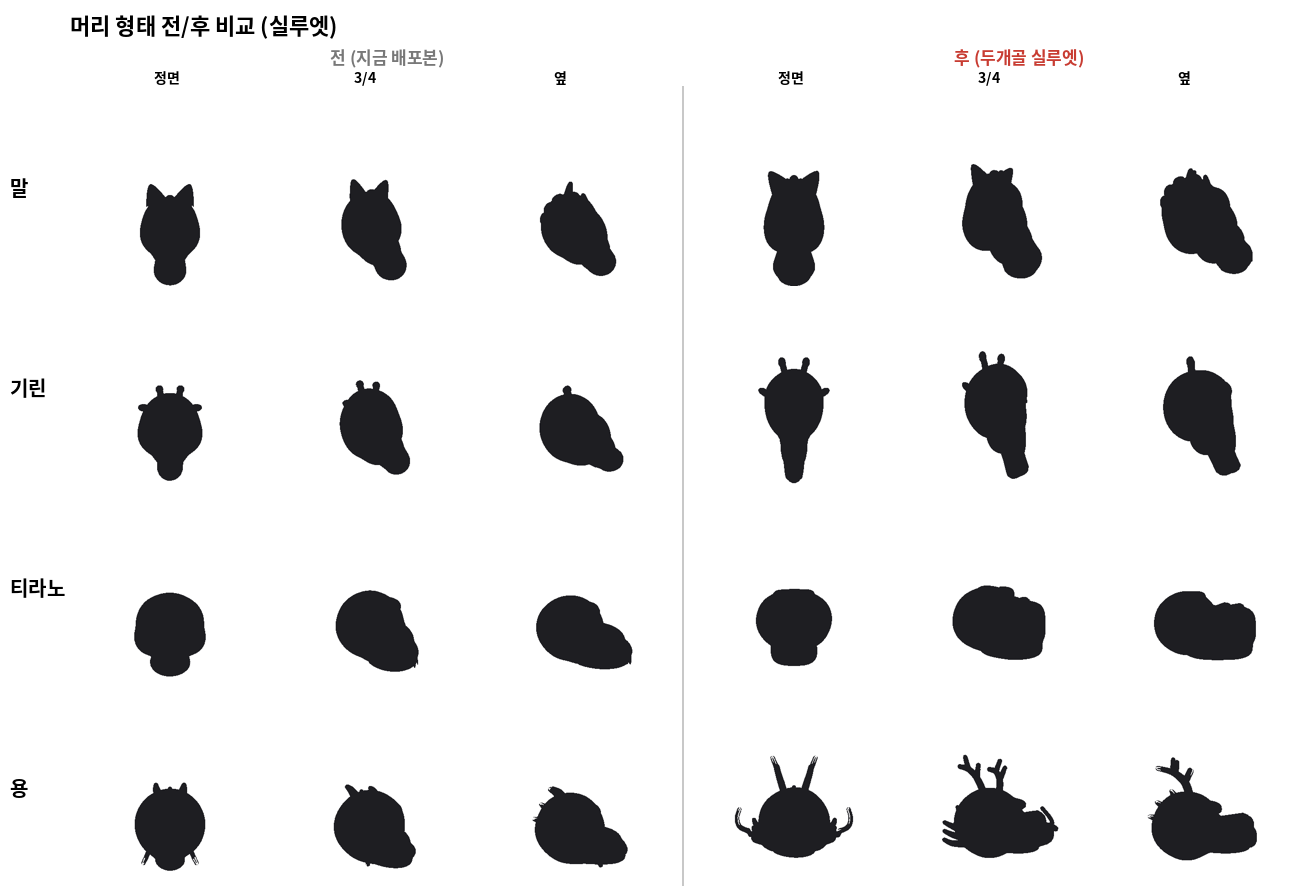 머리 형태 전/후 비교 (실루엣)
전 (지금 배포본)
후 (두개골 실루엣)
정면
3/4
옆
정면
3/4
옆
말
기린
티라노
용